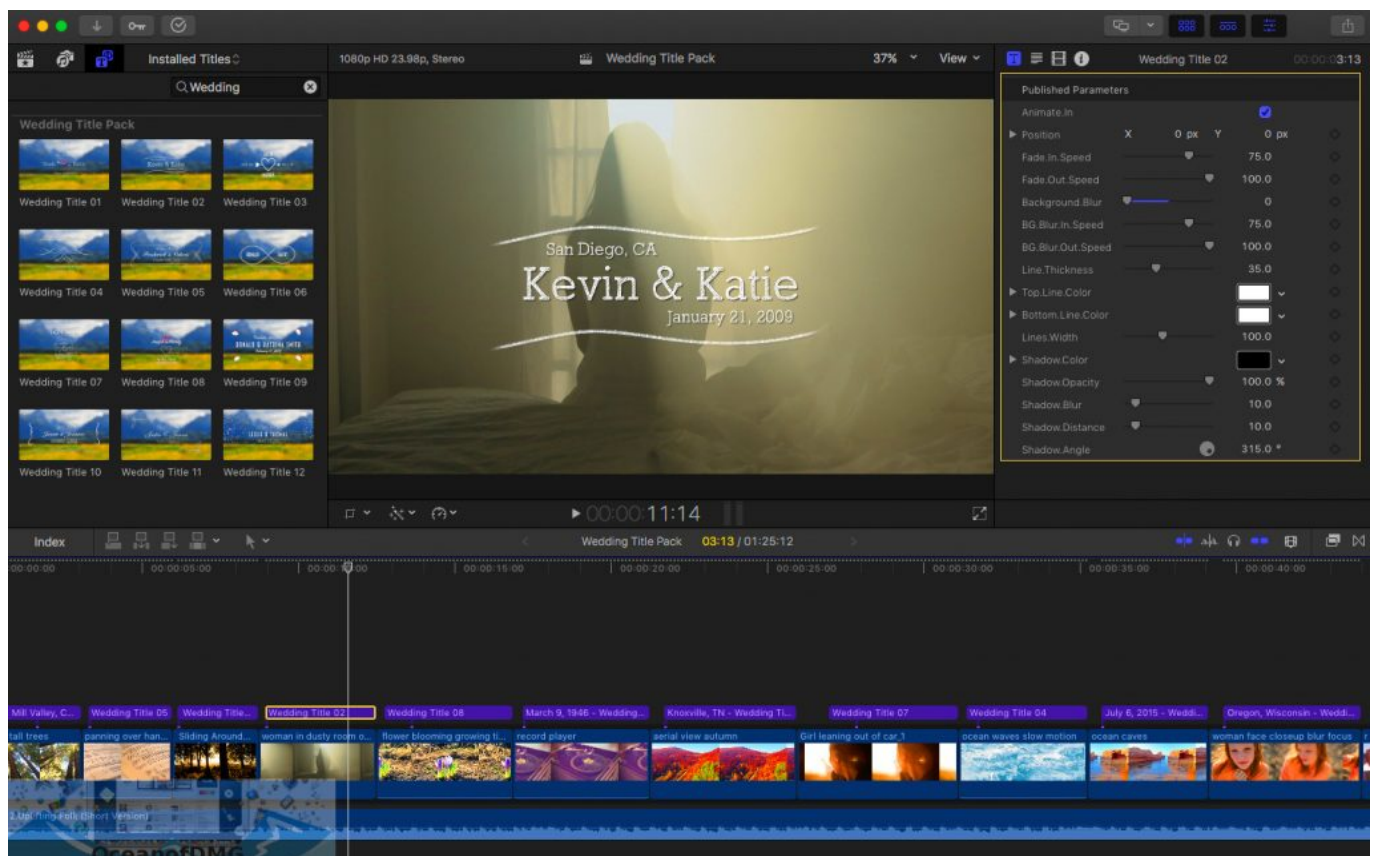 Installed Titles
1080p HD 23.98p, Stereo
Wedding Title Pack
37%
View
Wedding Title 02
00:00:03:13
Wedding
Wedding Title Pack
Wedding Title 01
Wedding Title 02
Wedding Title 03
Wedding Title 04
Wedding Title 05
Wedding Title 06
Wedding Title 07
Wedding Title 08
DONALD & KATRINA SMITH
Wedding Title 09
Wedding Title 10
Wedding Title 11
Wedding Title 12
San Diego, CA
Kevin & Katie
January 21, 2009
Published Parameters
Animate.In
Position X 0 px Y 0 px
Fade.In.Speed 75.0
Fade.Out.Speed 100.0
Background.Blur 0
BG.Blur.In.Speed 75.0
BG.Blur.Out.Speed 100.0
Line.Thickness 35.0
Top.Line.Color
Bottom.Line.Color
Lines.Width 100.0
Shadow.Color
Shadow.Opacity 100.0 %
Shadow.Blur 10.0
Shadow.Distance 10.0
Shadow.Angle 315.0 °
00:00:11:14
Index
Wedding Title Pack 03:13 / 01:25:12
00:00:00
00:00:05:00
00:00:15:00
00:00:20:00
00:00:25:00
00:00:30:00
00:00:35:00
00:00:40:00
Mill Valley, C...
Wedding Title 05
Wedding Title...
Wedding Title 02
Wedding Title 08
March 9, 1946 - Wedding...
Knoxville, TN - Wedding Ti...
Wedding Title 07
Wedding Title 04
July 6, 2015 - Weddi...
Oregon, Wisconsin - Weddi...
tall trees
panning over han...
Sliding Around...
woman in dusty room o...
flower blooming growing ti...
record player
aerial view autumn
Girl leaning out of car_1
ocean waves slow motion
ocean caves
woman face closeup blur focus
Uplifting Folk (Short Version)
OceanofDMG